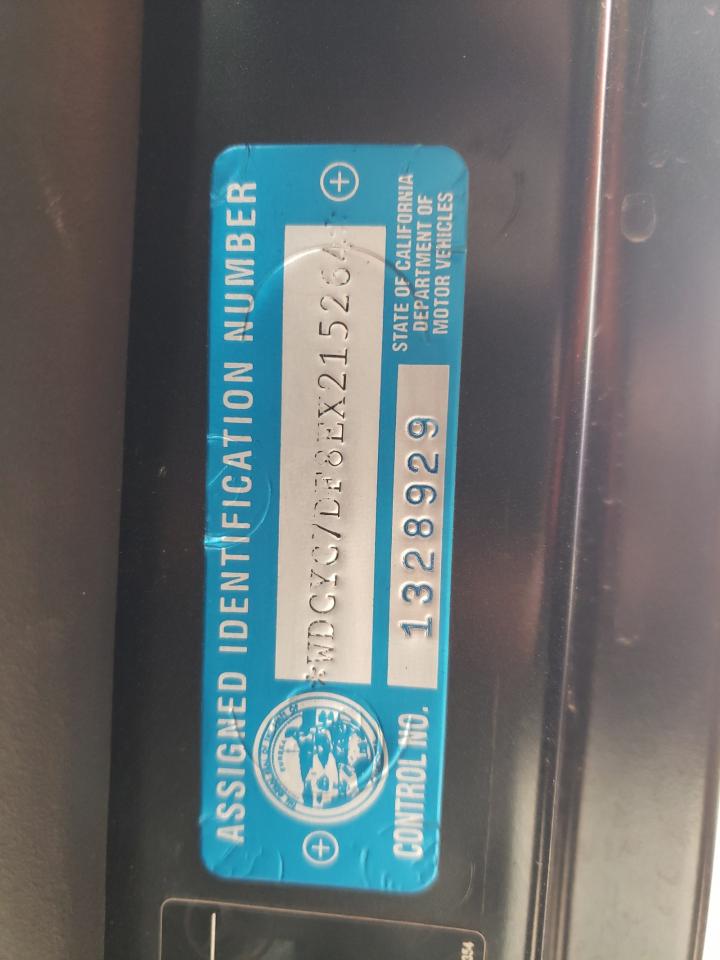 ASSIGNED IDENTIFICATION NUMBER
*WDCYC7DF8EX215264*
CONTROL NO. 1328929
STATE OF CALIFORNIA
DEPARTMENT OF
MOTOR VEHICLES